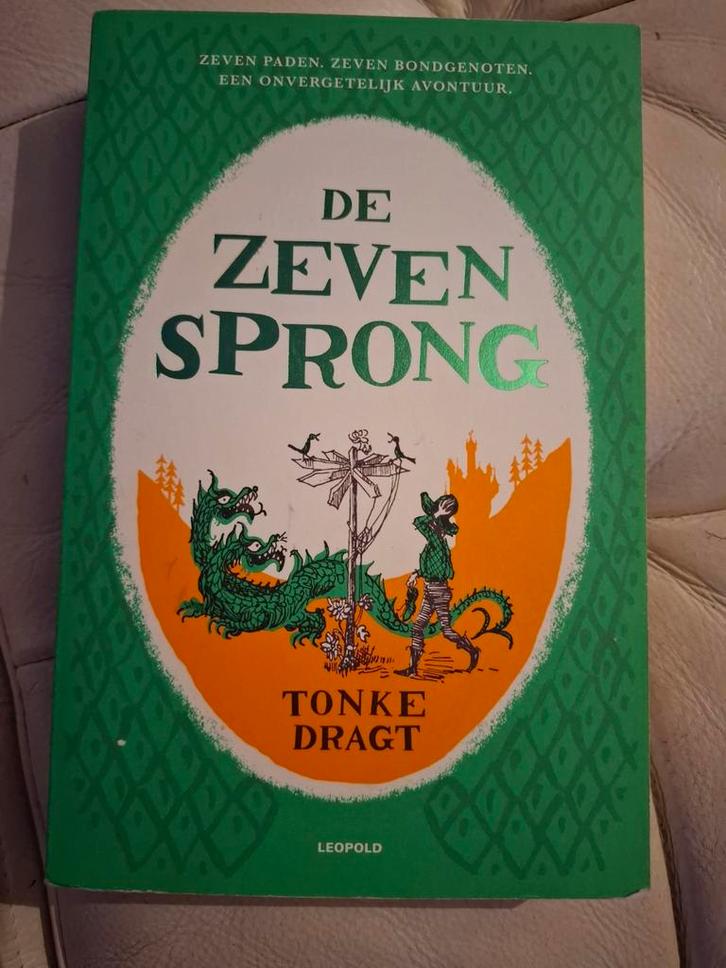 ZEVEN PADEN. ZEVEN BONDGENOTEN.
EEN ONVERGETELIJK AVONTUUR.
DE
ZEVEN
SPRONG
TONKE
DRAGT
LEOPOLD